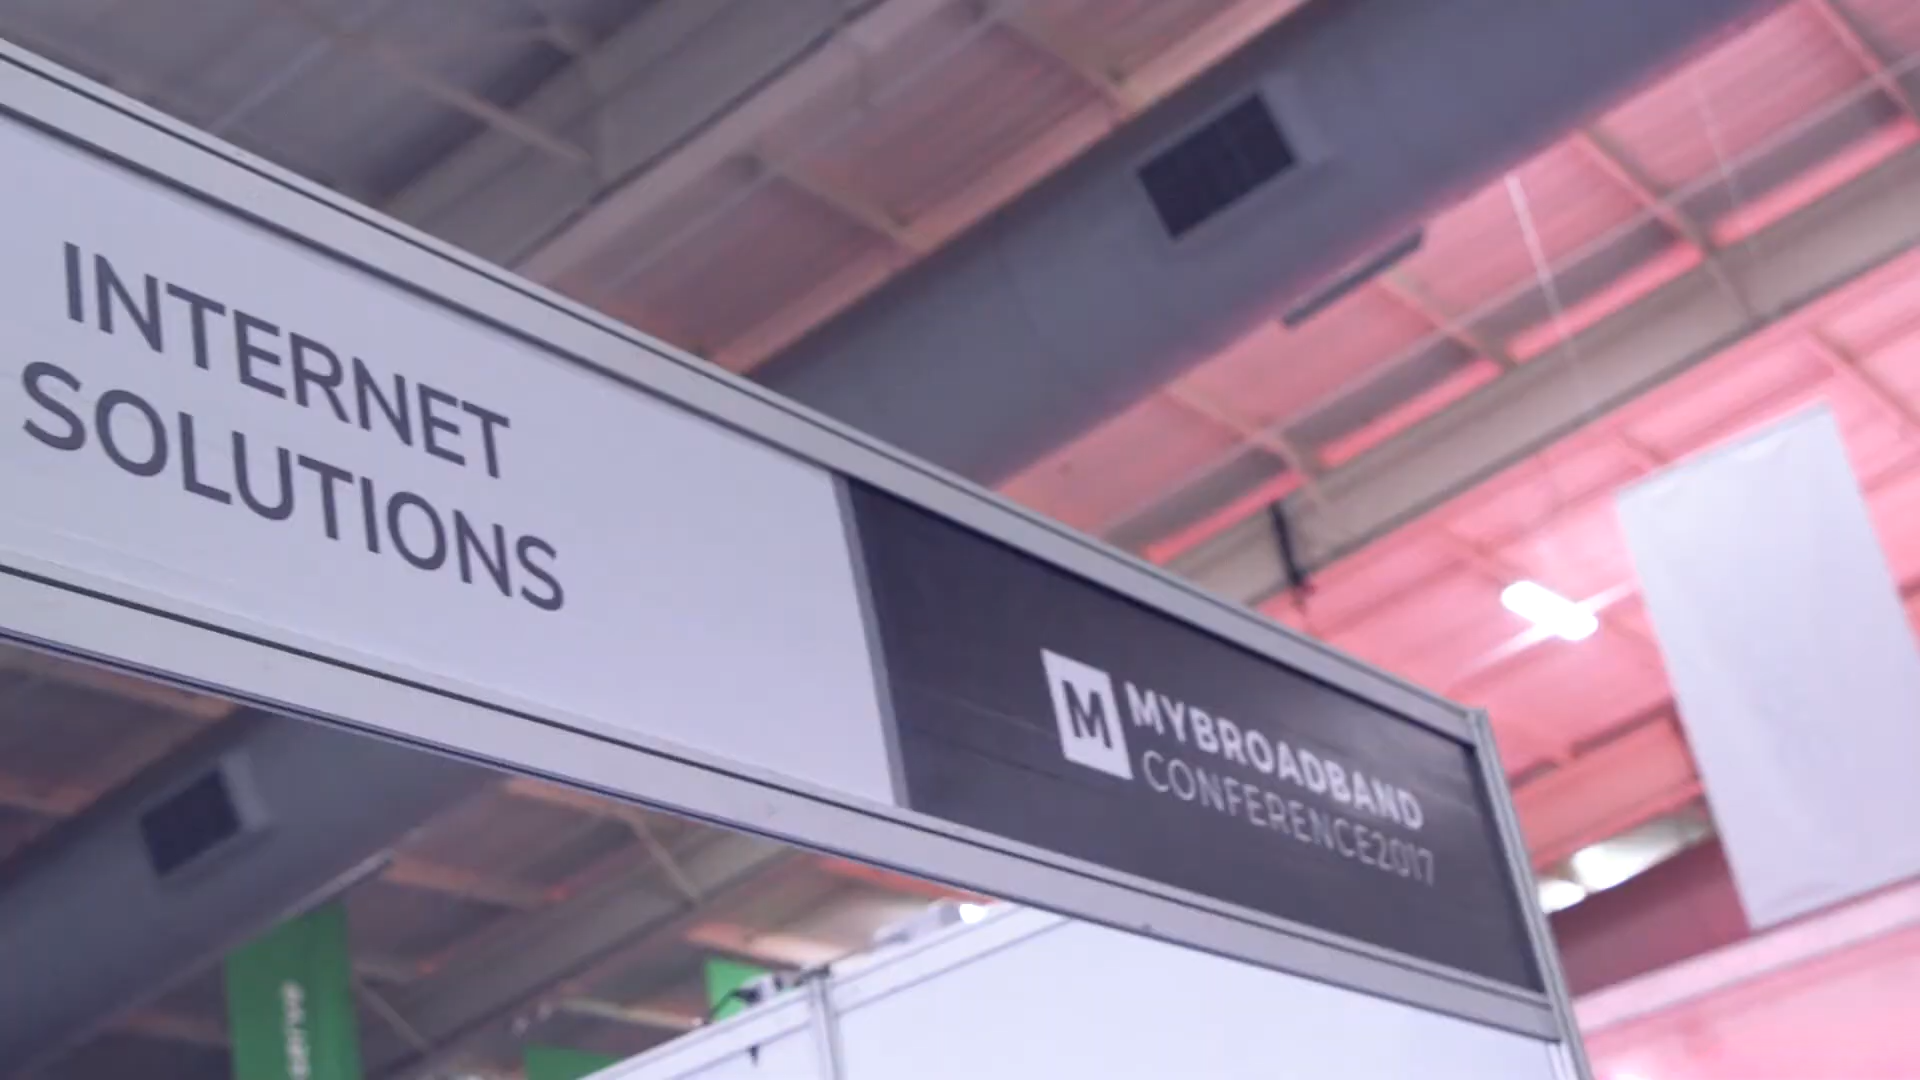 INTERNET
SOLUTIONS
M MYBROADBAND
CONFERENCE2017